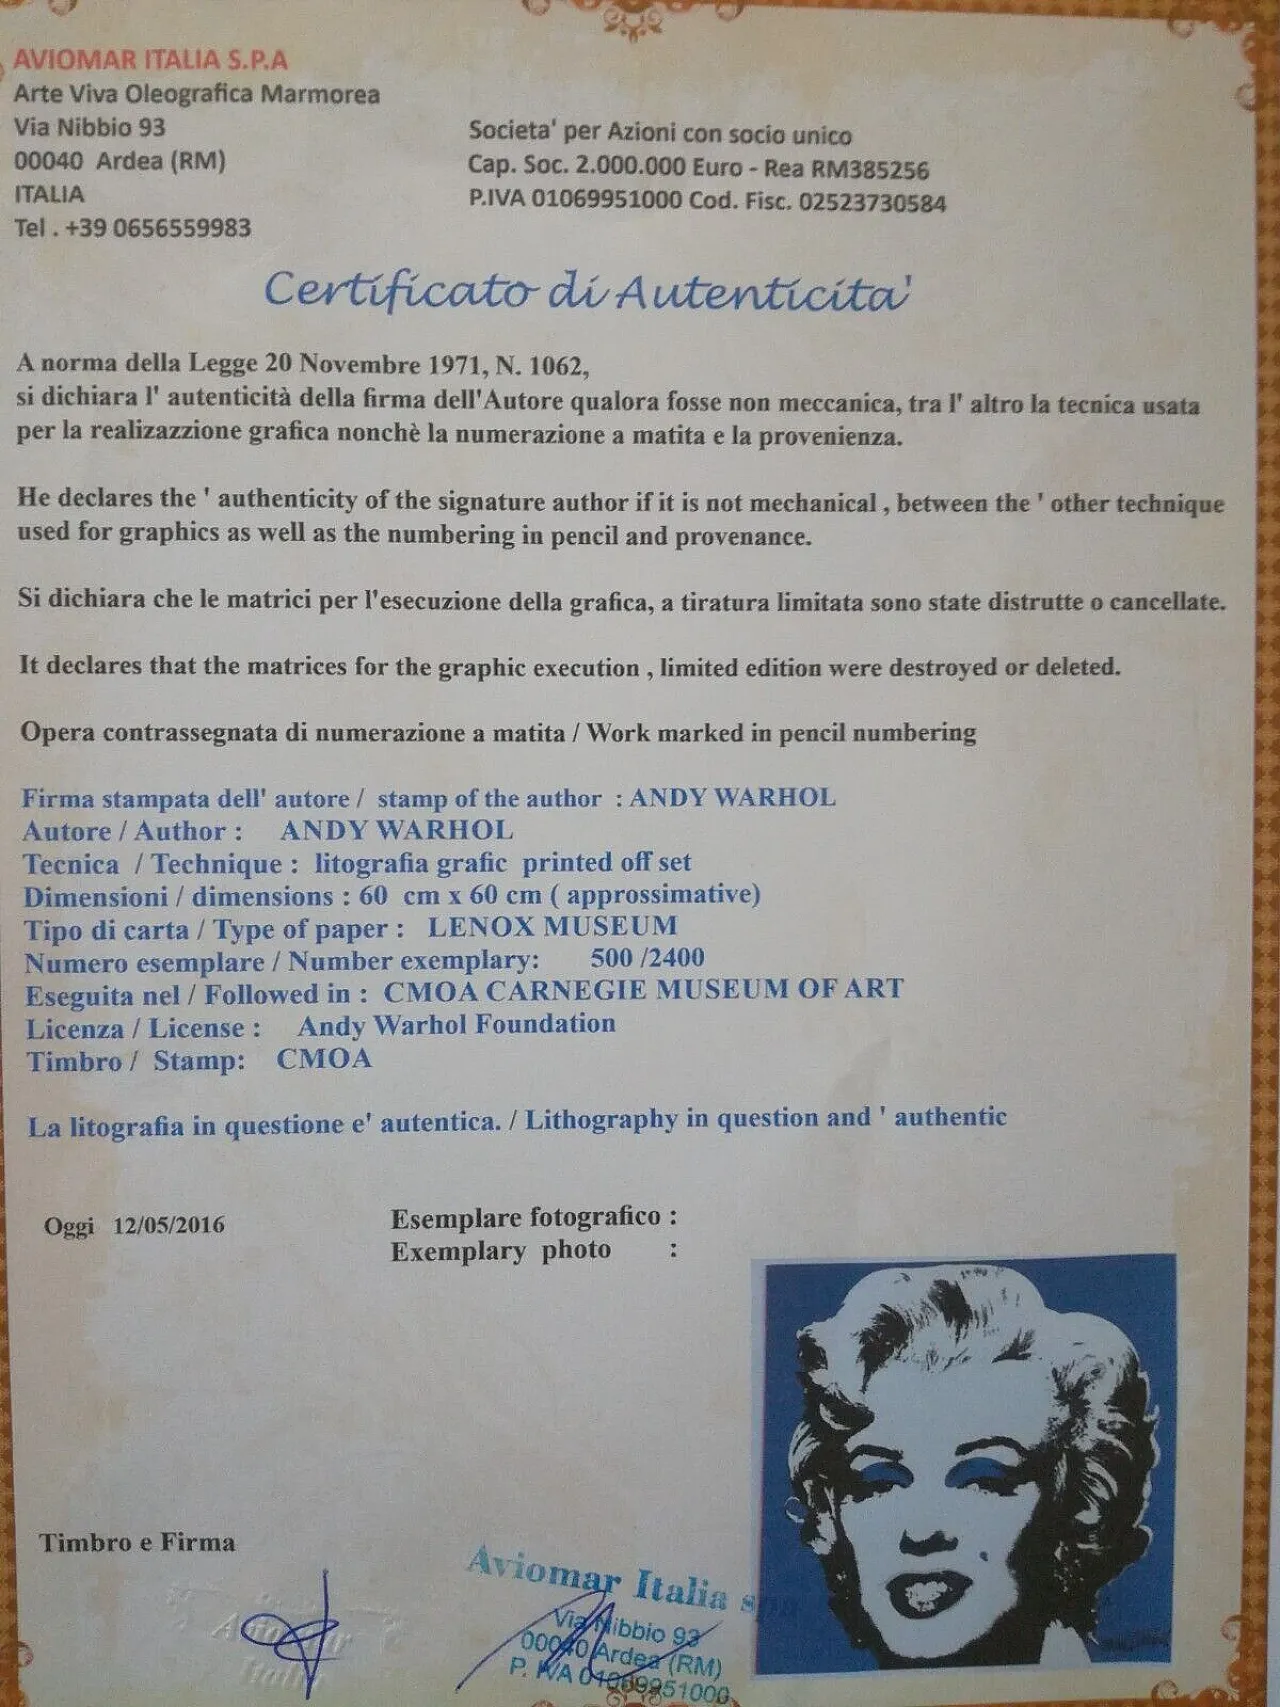 AVIOMAR ITALIA S.P.A
Arte Viva Oleografica Marmorea
Via Nibbio 93
00040 Ardea (RM)
ITALIA
Tel . +39 0656559983
Societa' per Azioni con socio unico
Cap. Soc. 2.000.000 Euro - Rea RM385256
P.IVA 01069951000 Cod. Fisc. 02523730584
Certificato di Autenticita'
A norma della Legge 20 Novembre 1971, N. 1062,
si dichiara l' autenticità della firma dell'Autore qualora fosse non meccanica, tra l' altro la tecnica usata
per la realizazzione grafica nonchè la numerazione a matita e la provenienza.
He declares the ' authenticity of the signature author if it is not mechanical , between the ' other technique
used for graphics as well as the numbering in pencil and provenance.
Si dichiara che le matrici per l'esecuzione della grafica, a tiratura limitata sono state distrutte o cancellate.
It declares that the matrices for the graphic execution , limited edition were destroyed or deleted.
Opera contrassegnata di numerazione a matita / Work marked in pencil numbering
Firma stampata dell' autore / stamp of the author : ANDY WARHOL
Autore / Author : ANDY WARHOL
Tecnica / Technique : litografia grafic printed off set
Dimensioni / dimensions : 60 cm x 60 cm ( approssimative)
Tipo di carta / Type of paper : LENOX MUSEUM
Numero esemplare / Number exemplary: 500 /2400
Eseguita nel / Followed in : CMOA CARNEGIE MUSEUM OF ART
Licenza / License : Andy Warhol Foundation
Timbro / Stamp: CMOA
La litografia in questione e' autentica. / Lithography in question and ' authentic
Oggi 12/05/2016
Esemplare fotografico :
Exemplary photo :
Timbro e Firma
Aviomar Italia
Aviomar Italia spa
Via Nibbio 93
00040 Ardea (RM)
P. IVA 01069951000